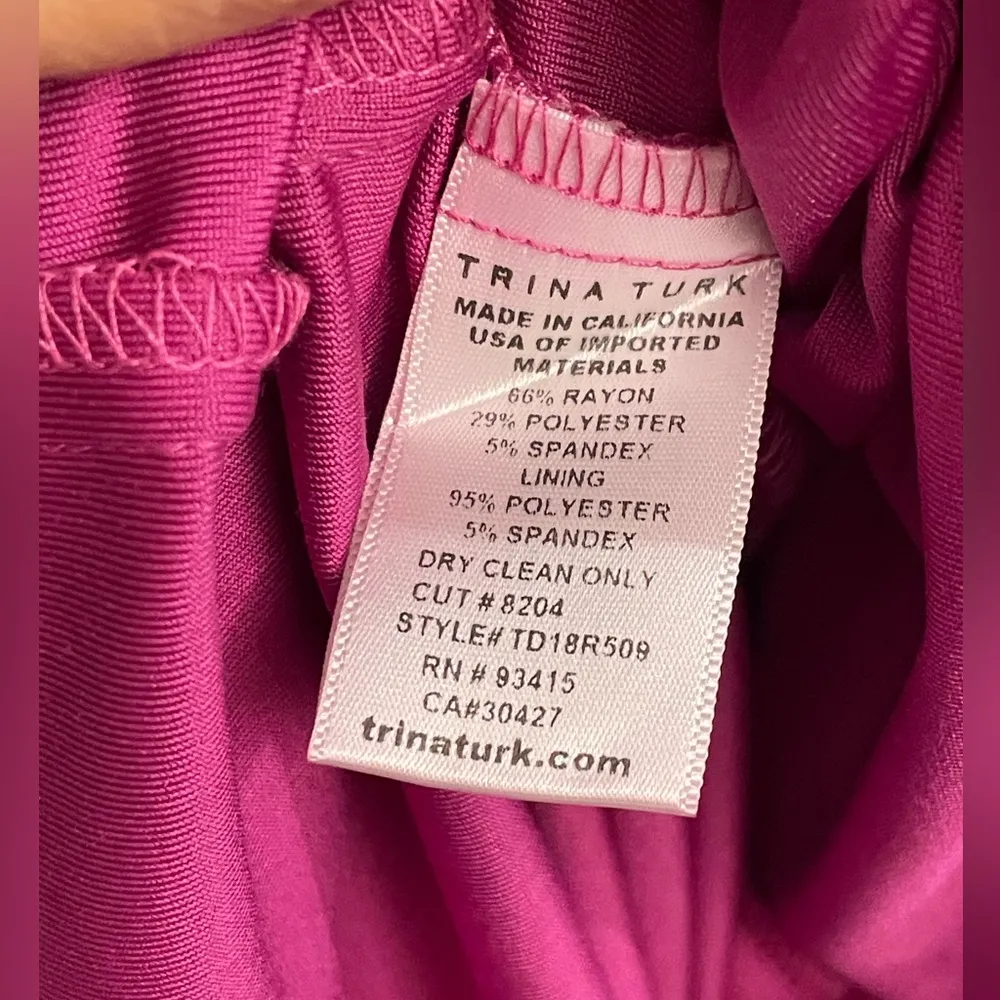 TRINA TURK
MADE IN CALIFORNIA
USA OF IMPORTED
MATERIALS
66% RAYON
29% POLYESTER
5% SPANDEX
LINING
95% POLYESTER
5% SPANDEX
DRY CLEAN ONLY
CUT # 8204
STYLE# TD18R509
RN # 93415
CA#30427
trinaturk.com